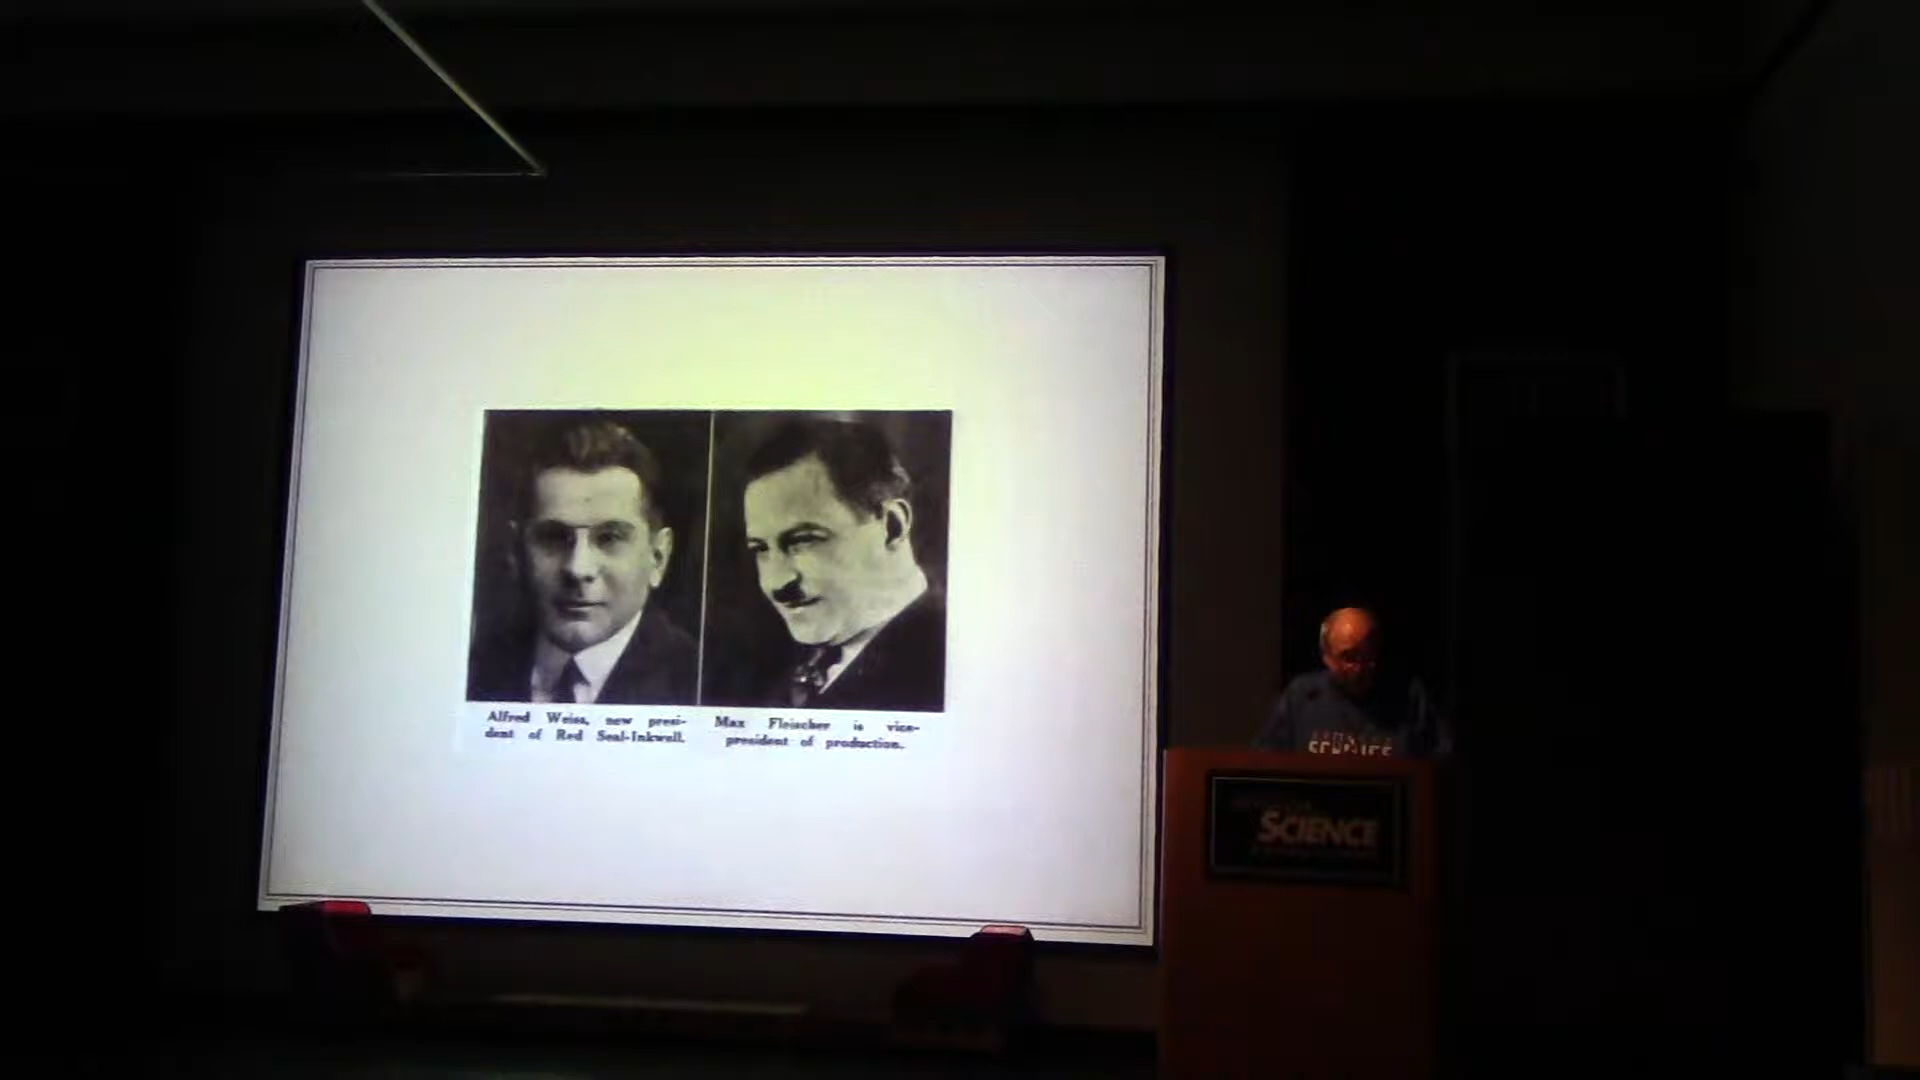 Alfred Weiss, new presi-
dent of Red Seal-Inkwell.
Max Fleischer is vice-
president of production.
SCIENCE